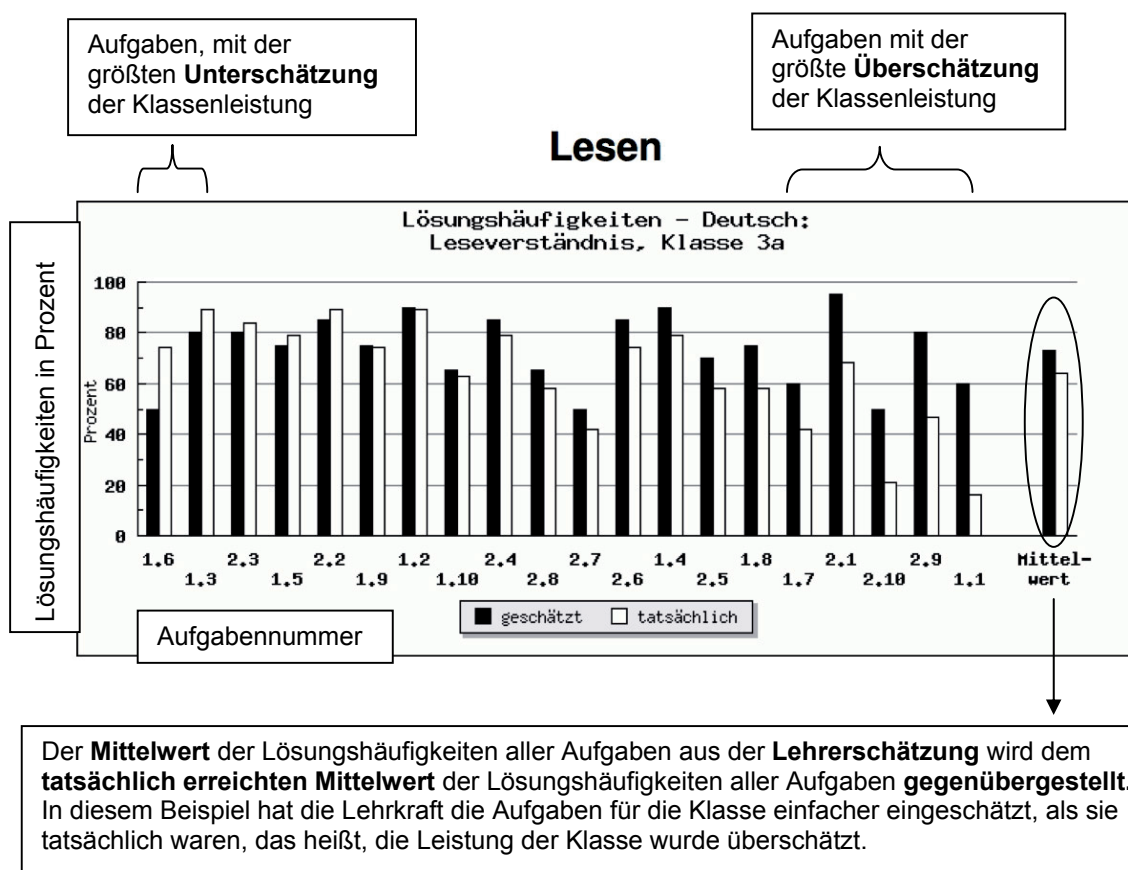 Aufgaben, mit der
größten Unterschätzung
der Klassenleistung
Aufgaben mit der
größte Überschätzung
der Klassenleistung
Lesen
Lösungshäufigkeiten in Prozent
Lösungshäufigkeiten - Deutsch:
Leseverständnis, Klasse 3a
Prozent
100
80
60
40
20
0
1.6 2.3 2.2 1.2 2.4 2.7 1.4 1.8 2.1 2.9 Mittel-
1.3 1.5 1.9 1.10 2.8 2.6 2.5 1.7 2.10 1.1 wert
geschätzt tatsächlich
Aufgabennummer
Der Mittelwert der Lösungshäufigkeiten aller Aufgaben aus der Lehrerschätzung wird dem
tatsächlich erreichten Mittelwert der Lösungshäufigkeiten aller Aufgaben gegenübergestellt.
In diesem Beispiel hat die Lehrkraft die Aufgaben für die Klasse einfacher eingeschätzt, als sie
tatsächlich waren, das heißt, die Leistung der Klasse wurde überschätzt.